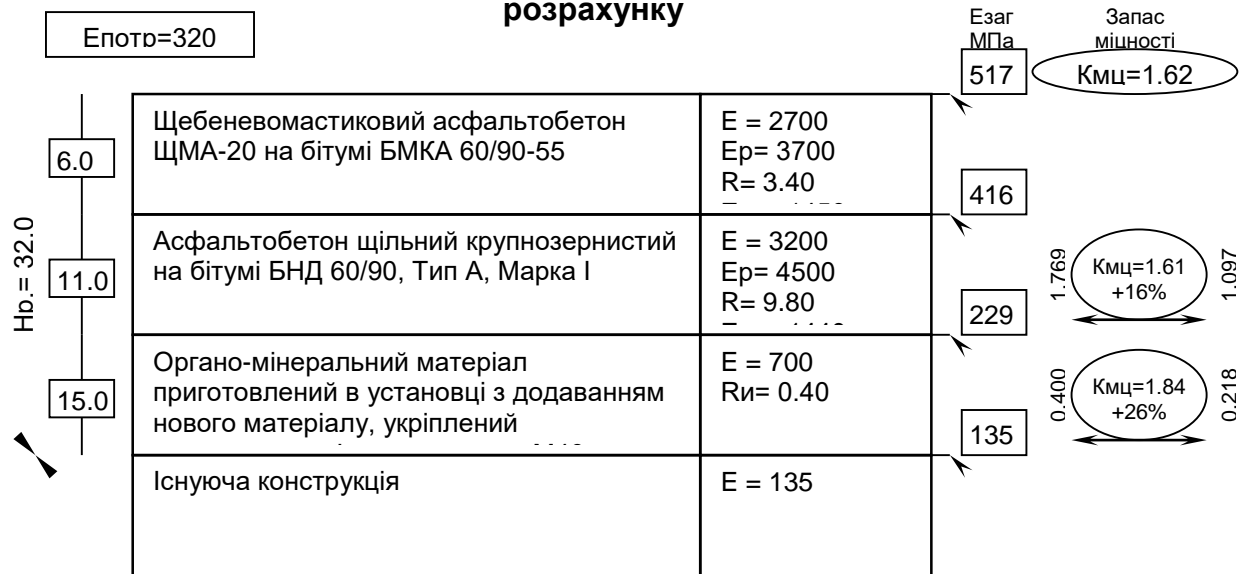 розрахунку
Епотр=320
Езаг
МПа
Запас
міцності
517
Кмц=1.62
6.0
Щебеневомастиковий асфальтобетон
ЩМА-20 на бітумі БМКА 60/90-55
E = 2700
Ер= 3700
R= 3.40
416
Нр.= 32.0
11.0
Асфальтобетон щільний крупнозернистий
на бітумі БНД 60/90, Тип А, Марка І
E = 3200
Ер= 4500
R= 9.80
229
1.769
Кмц=1.61
+16%
1.097
15.0
Органо-мінеральний матеріал
приготовлений в установці з додаванням
нового матеріалу, укріплений
E = 700
Rи= 0.40
135
0.400
Кмц=1.84
+26%
0.218
Існуюча конструкція
E = 135